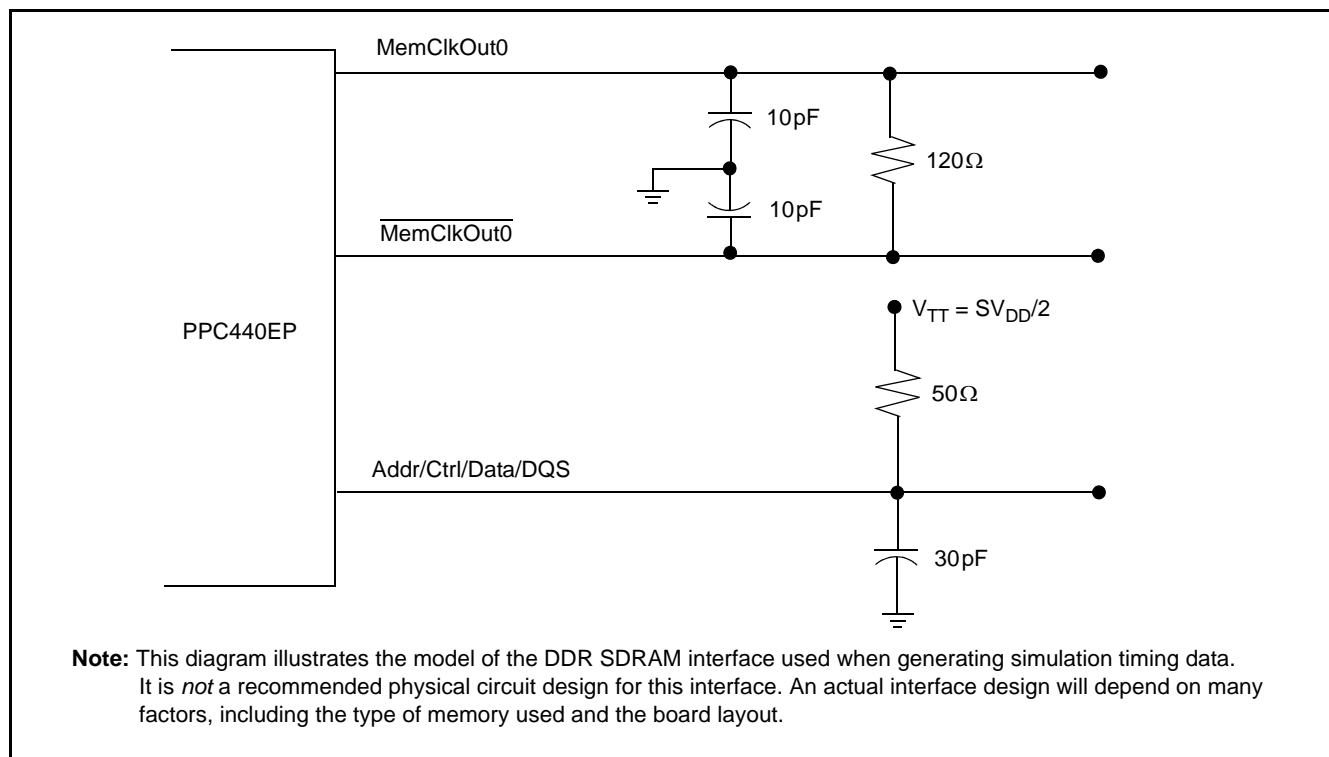 MemClkOut0
10pF
120Ω
10pF
MemClkOut0
VTT = SVDD/2
PPC440EP
50Ω
Addr/Ctrl/Data/DQS
30pF
Note: This diagram illustrates the model of the DDR SDRAM interface used when generating simulation timing data.
It is not a recommended physical circuit design for this interface. An actual interface design will depend on many
factors, including the type of memory used and the board layout.